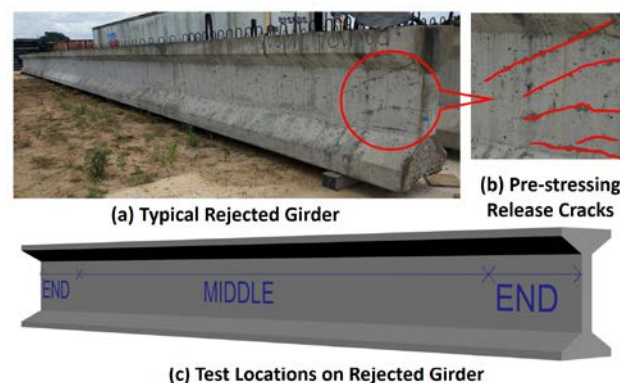 (a) Typical Rejected Girder
(b) Pre-stressing
Release Cracks
END
MIDDLE
END
(c) Test Locations on Rejected Girder